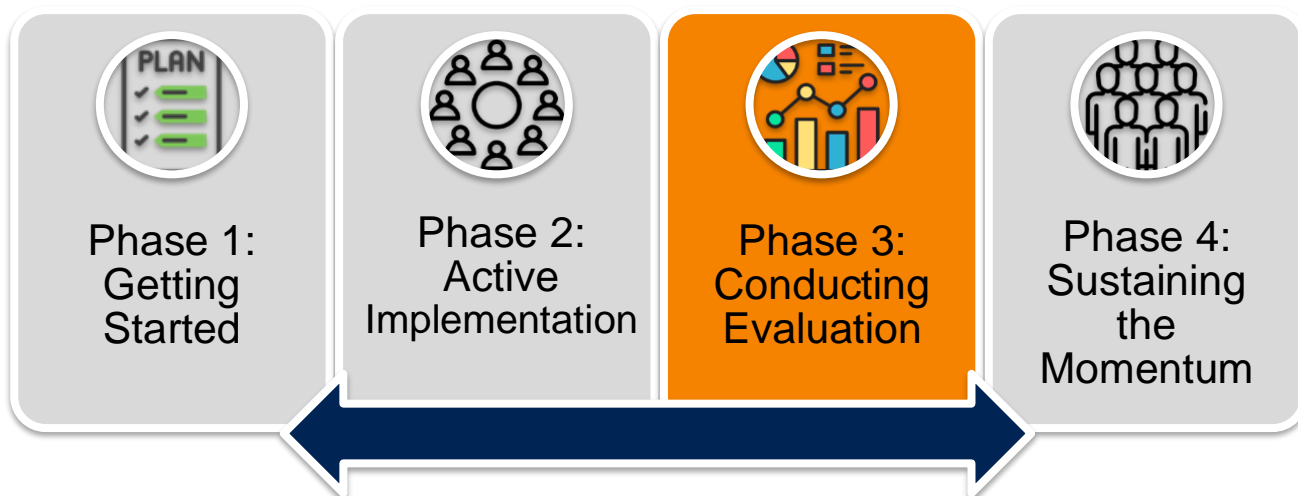 PLAN
Phase 1:
Getting
Started
Phase 2:
Active
Implementation
Phase 3:
Conducting
Evaluation
Phase 4:
Sustaining
the
Momentum